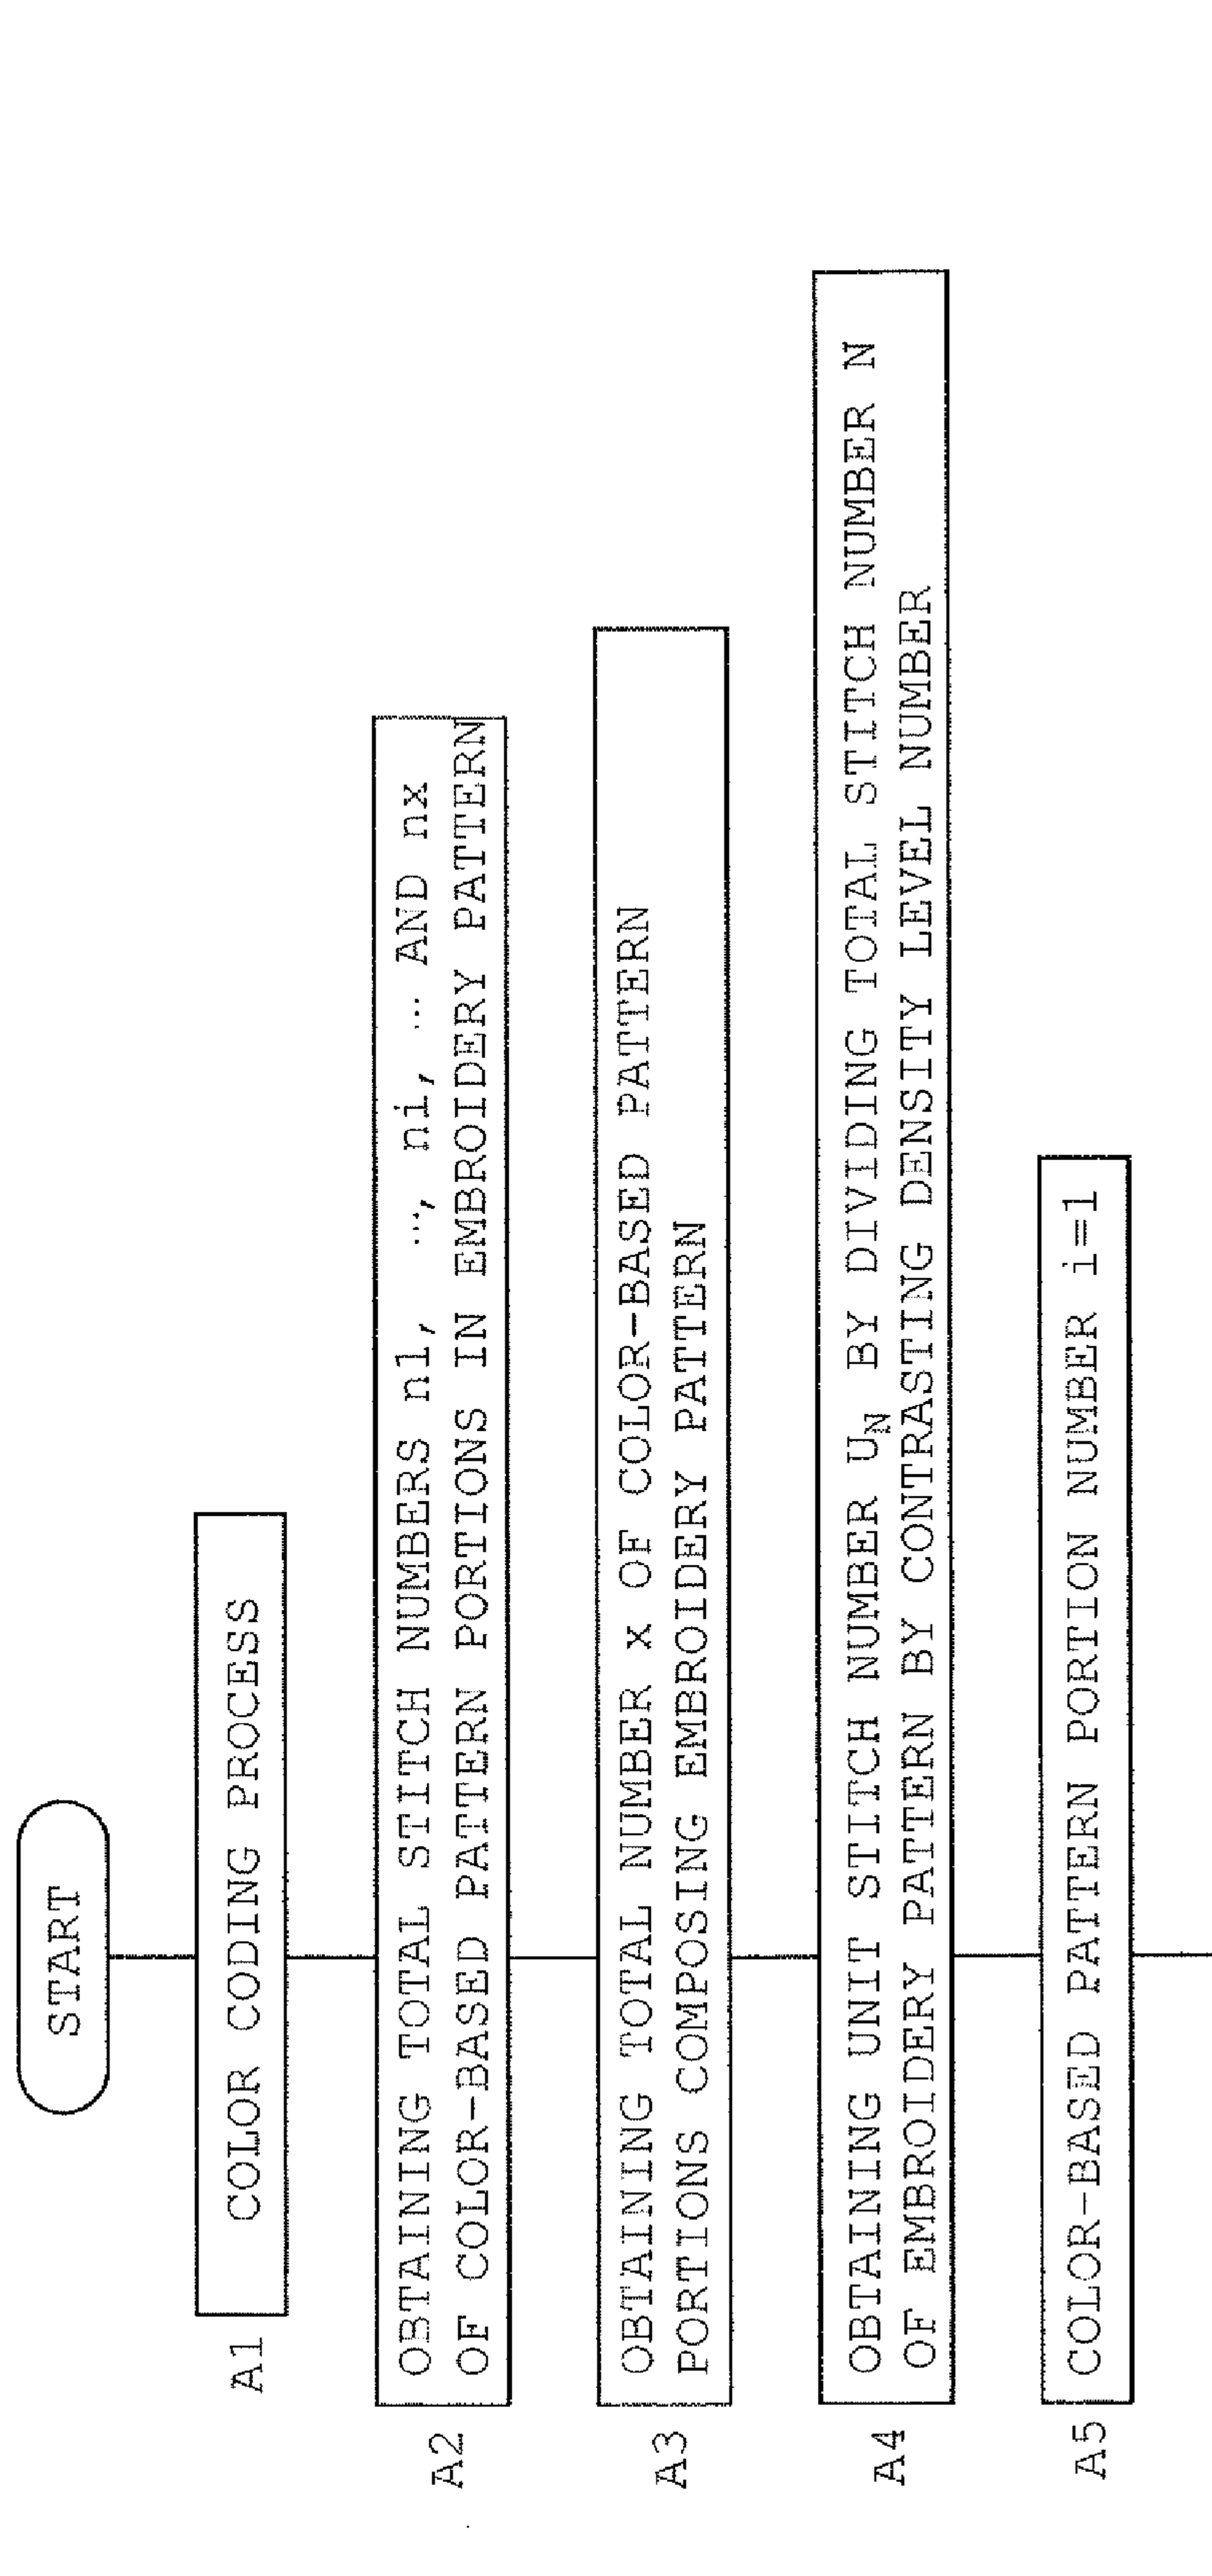 START
A1
COLOR CODING PROCESS
A2
OBTAINING TOTAL STITCH NUMBERS n1, …, ni, … AND nx
OF COLOR-BASED PATTERN PORTIONS IN EMBROIDERY PATTERN
A3
OBTAINING TOTAL NUMBER x OF COLOR-BASED PATTERN
PORTIONS COMPOSING EMBROIDERY PATTERN
A4
OBTAINING UNIT STITCH NUMBER UN BY DIVIDING TOTAL STITCH NUMBER N
OF EMBROIDERY PATTERN BY CONTRASTING DENSITY LEVEL NUMBER
A5
COLOR-BASED PATTERN PORTION NUMBER i=1